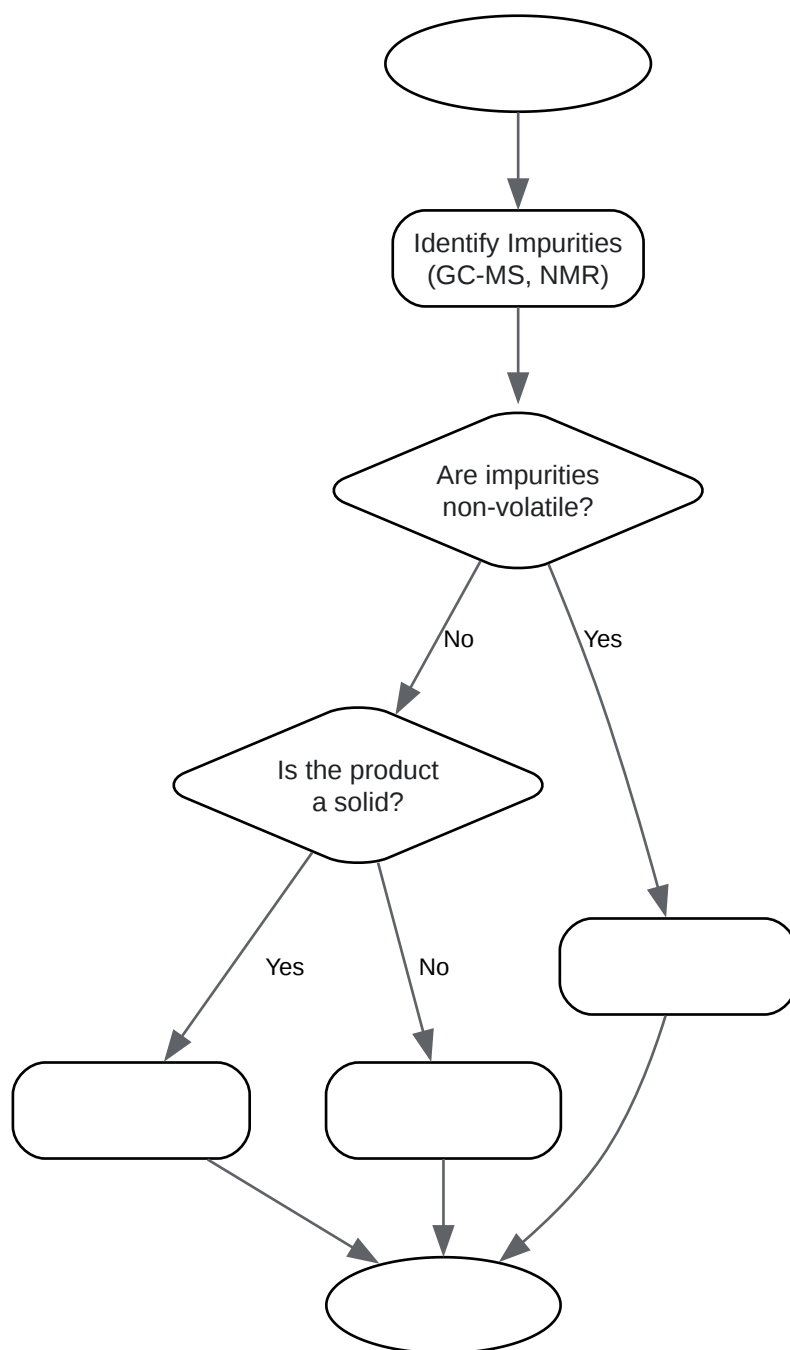 Identify Impurities
(GC-MS, NMR)
Are impurities
non-volatile?
No
Yes
Is the product
a solid?
Yes
No